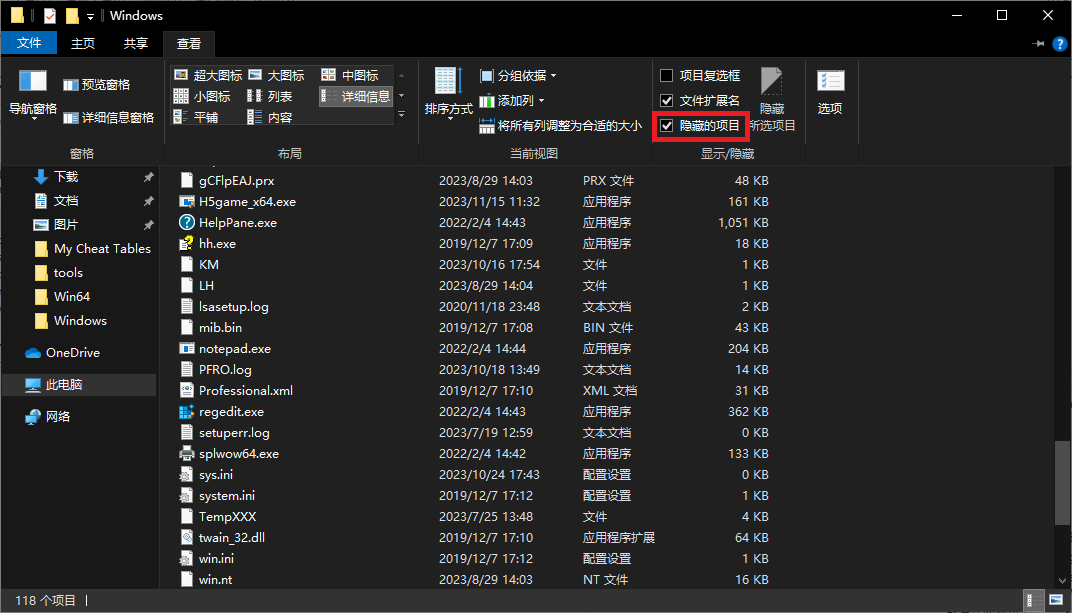 Windows
文件 主页 共享 查看
导航窗格
预览窗格
详细信息窗格
窗格
超大图标 大图标 中图标
小图标 列表 详细信息
平铺 内容
布局
排序方式
分组依据
添加列
将所有列调整为合适的大小
当前视图
项目复选框
文件扩展名
隐藏的项目
隐藏
所选项目
显示/隐藏
选项
下载
文档
图片
My Cheat Tables
tools
Win64
Windows
OneDrive
此电脑
网络
gCFlpEAJ.prx 2023/8/29 14:03 PRX 文件 48 KB
H5game_x64.exe 2023/11/15 11:32 应用程序 161 KB
HelpPane.exe 2022/2/4 14:43 应用程序 1,051 KB
hh.exe 2019/12/7 17:09 应用程序 18 KB
KM 2023/10/16 17:54 文件 1 KB
LH 2023/8/29 14:04 文件 1 KB
lsasetup.log 2020/11/18 23:48 文本文档 2 KB
mib.bin 2019/12/7 17:08 BIN 文件 43 KB
notepad.exe 2022/2/4 14:44 应用程序 204 KB
PFRO.log 2023/10/18 13:49 文本文档 14 KB
Professional.xml 2019/12/7 17:10 XML 文档 31 KB
regedit.exe 2022/2/4 14:43 应用程序 362 KB
setuperr.log 2023/7/19 12:59 文本文档 0 KB
splwow64.exe 2022/2/4 14:42 应用程序 133 KB
sys.ini 2023/10/24 17:43 配置设置 0 KB
system.ini 2019/12/7 17:12 配置设置 1 KB
TempXXX 2023/7/25 13:48 文件 4 KB
twain_32.dll 2019/12/7 17:10 应用程序扩展 64 KB
win.ini 2019/12/7 17:12 配置设置 1 KB
win.nt 2023/8/29 14:03 NT 文件 16 KB
118 个项目